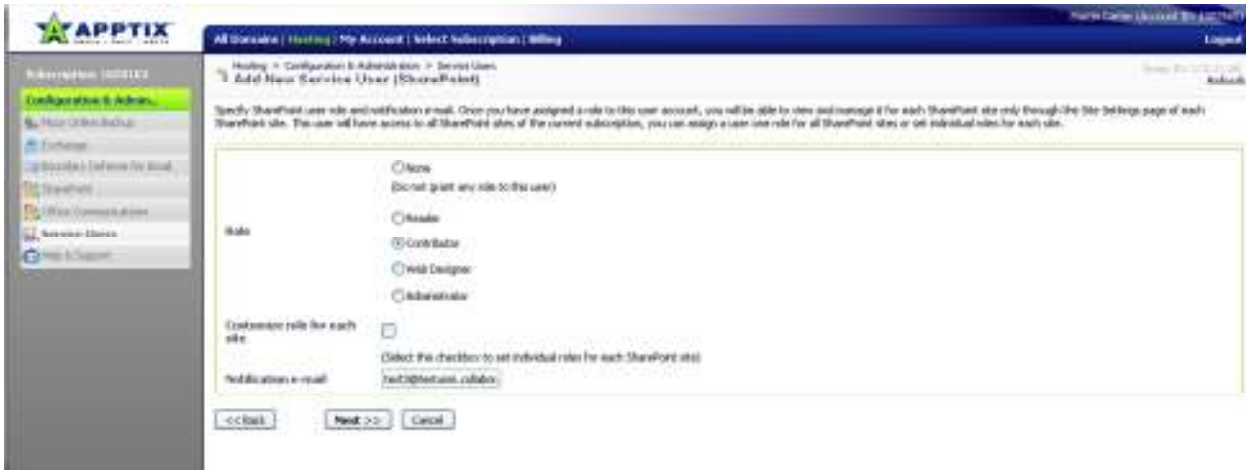 APPTIX
All Domains | Hosting | My Account | Select Subscription | Billing
Logout
Hosting > Configuration & Administration > Service Users
Add New Service User (SharePoint)
Refresh
Configuration & Admin...
Exchange
SharePoint
Office Communications
Service Users
Help & Support
Specify SharePoint user role and notification e-mail. Once you have assigned a role to this user account, you will be able to view and manage it for each SharePoint site only through the Site Settings page of each
SharePoint site. This user will have access to all SharePoint sites of the current subscription, you can assign a user one role for all SharePoint sites or set individual roles for each site.
None
(Do not grant any role to this user)
Reader
Role
Contributor
Web Designer
Administrator
Customize role for each
site
(Select this checkbox to set individual roles for each SharePoint site)
Notification e-mail
<< Back
Next >>
Cancel